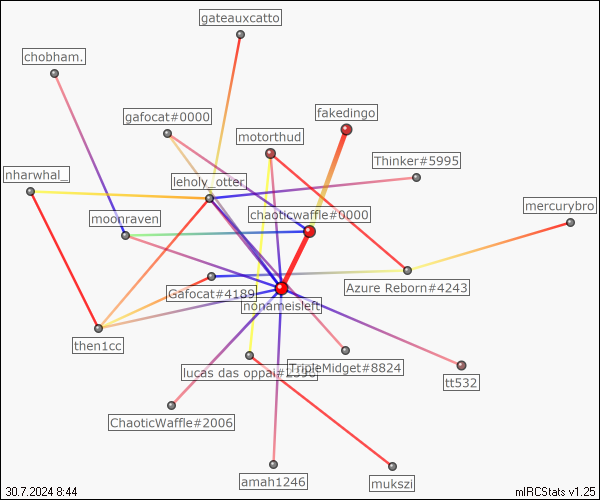 gateauxcatto
chobham.
gafocat#0000
fakedingo
motorthud
Thinker#5995
nharwhal_
leholy_otter
mercurybro
moonraven
chaoticwaffle#0000
Gafocat#4189
Azure Reborn#4243
nonameisleft
then1cc
lucas das oppai#2396
TripleMidget#8824
tt532
ChaoticWaffle#2006
amah1246
mukszi
30.7.2024 8:44
mIRCStats v1.25